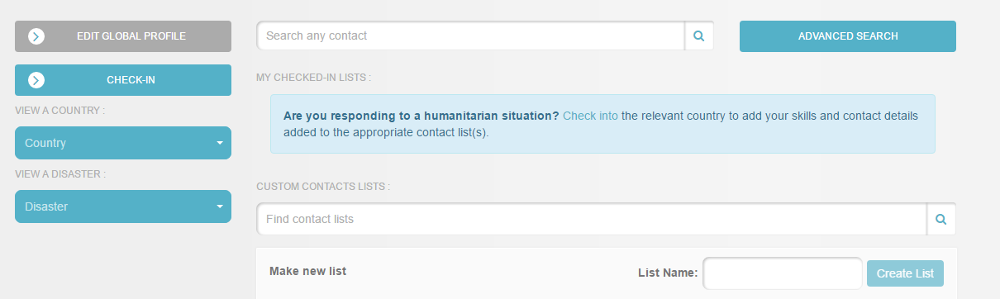 EDIT GLOBAL PROFILE
CHECK-IN
VIEW A COUNTRY :
Country
VIEW A DISASTER :
Disaster
Search any contact
ADVANCED SEARCH
MY CHECKED-IN LISTS :
Are you responding to a humanitarian situation? Check into the relevant country to add your skills and contact details
added to the appropriate contact list(s).
CUSTOM CONTACTS LISTS :
Find contact lists
Make new list
List Name:
Create List